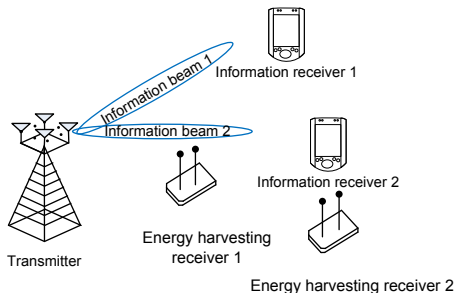 Information receiver 1
Information beam 1
Information beam 2
Information receiver 2
Transmitter
Energy harvesting
receiver 1
Energy harvesting receiver 2